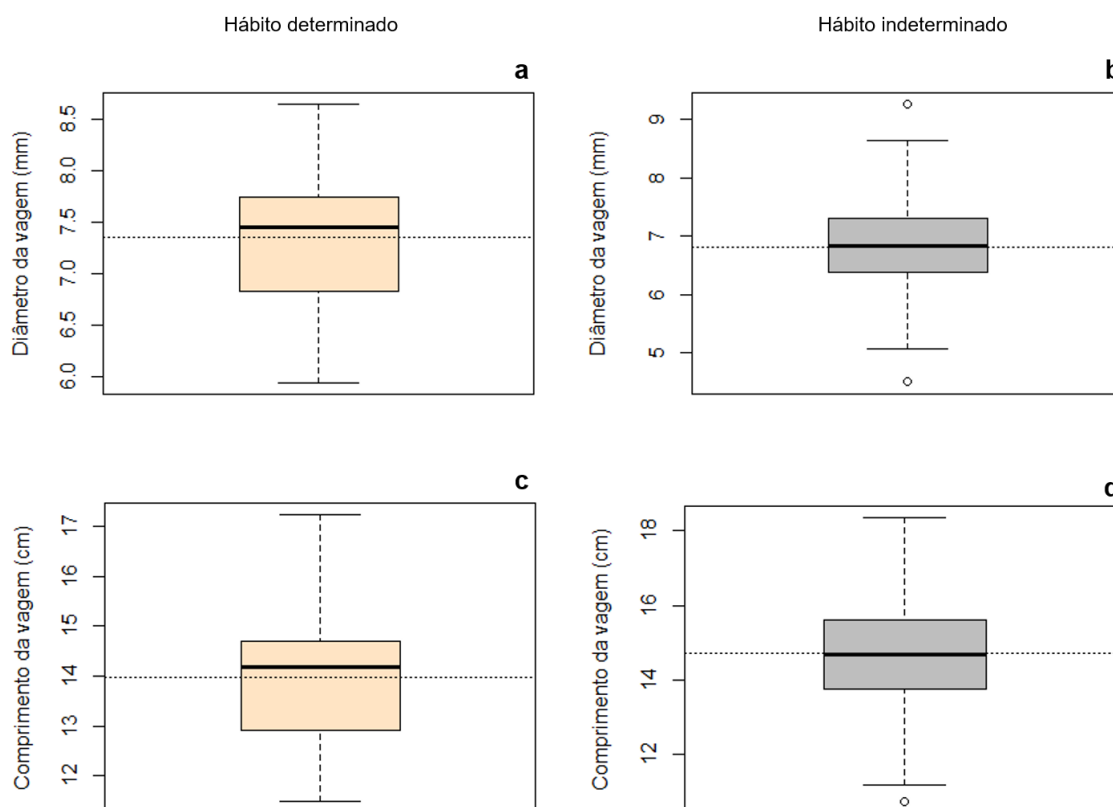 Hábito determinado
Hábito indeterminado
a
b
Diâmetro da vagem (mm)
8.5
8.0
7.5
7.0
6.5
6.0
Diâmetro da vagem (mm)
9
8
7
6
5
c
d
Comprimento da vagem (cm)
17
16
15
14
13
12
Comprimento da vagem (cm)
18
16
14
12